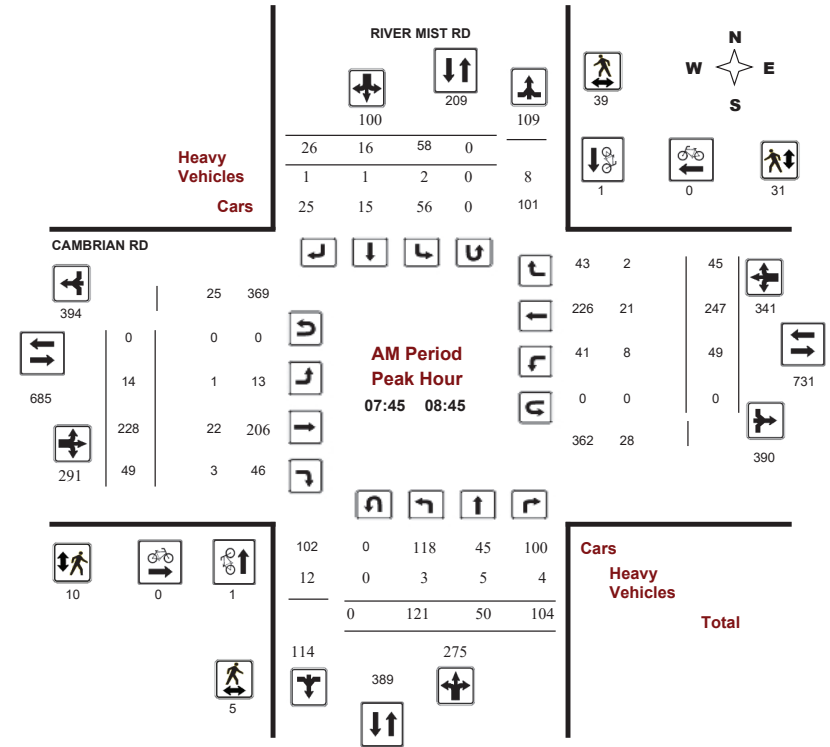 RIVER MIST RD
N
W E
S
209
39
100
109
26 16 58 0
Heavy
Vehicles
1 1 2 0 8
1 0 31
Cars
25 15 56 0 101
CAMBRIAN RD
394
25 369
43 2 45
341
226 21 247
0 0 0
AM Period
Peak Hour
07:45 08:45
41 8 49
731
685
14 1 13
0 0 0
228 22 206
362 28
390
291
49 3 46
102 0 118 45 100
Cars
12 0 3 5 4
Heavy
Vehicles
10 0 1
0 121 50 104
Total
114 275
389
5